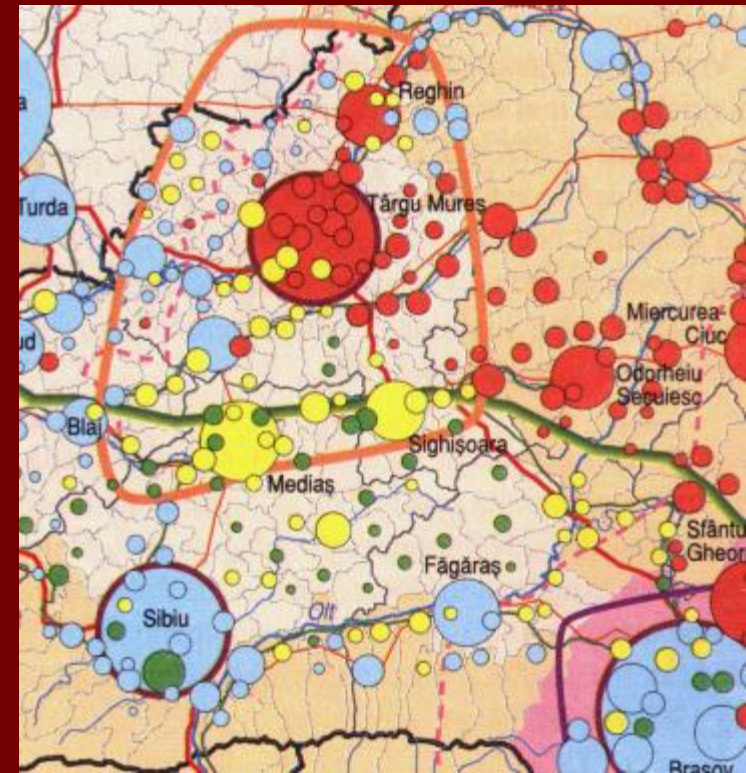 Reghin
Turda
Târgu Mureș
Miercurea
Ciuc
Odorheiu
Secuiesc
Blaj
Sighișoara
Mediaș
Sfântu
Gheor
Făgăraș
Sibiu
Olt
Brașov